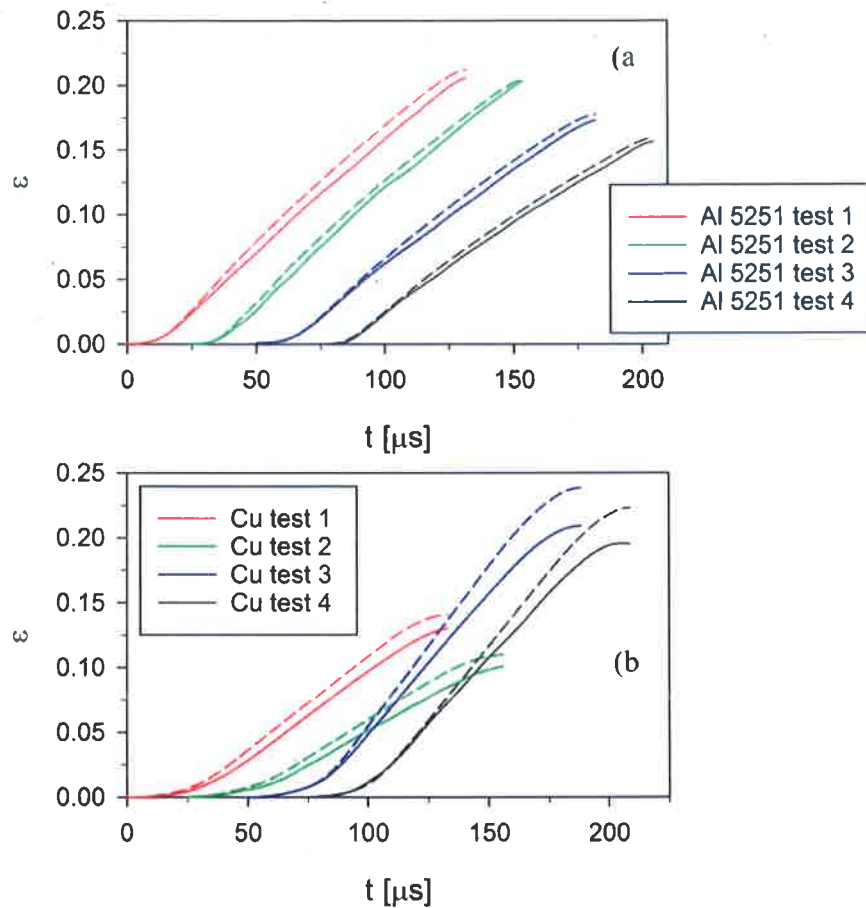 0.25
(a
0.20
0.15
ε
0.10
0.05
0.00
Al 5251 test 1
Al 5251 test 2
Al 5251 test 3
Al 5251 test 4
0 50 100 150 200
t [μs]
0.25
Cu test 1
Cu test 2
Cu test 3
Cu test 4
0.20
0.15
ε
0.10
(b
0.05
0.00
0 50 100 150 200
t [μs]